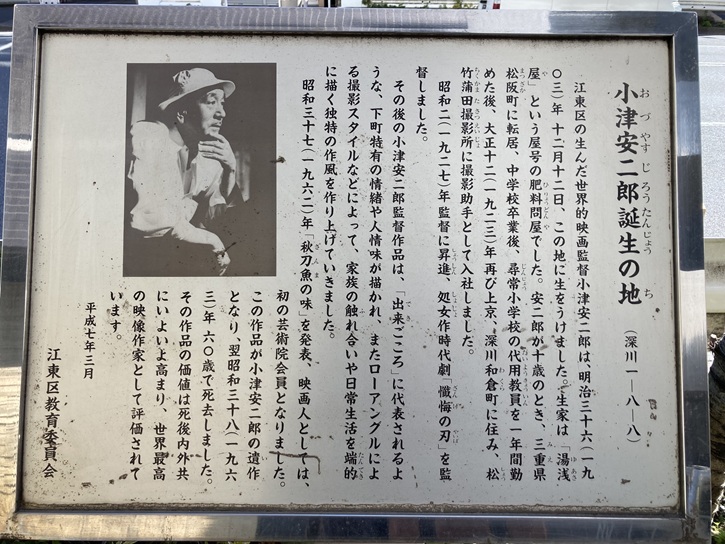 小津安二郎誕生の地
おづやすじろうたんじょうのち
（深川一ー八ー八）
江東区の生んだ世界的映画監督小津安二郎は、明治三十六（一九
〇三）年 十二月十二日、この地に生をうけました。生家は「湯浅
屋」という屋号の肥料問屋でした。安二郎が十歳のとき、三重県
松阪町に転居、中学校卒業後、尋常小学校の代用教員を一年間勤
めた後、大正十二（一九二三）年再び上京、深川和倉町に住み、松
竹蒲田撮影所に撮影助手として入社しました。
昭和二（一九二七）年監督に昇進、処女作時代劇「懺悔の刃」を監
督しました。
その後の小津安二郎監督作品は、「出来ごころ」に代表されるよ
うな、下町特有の情緒や人情味が描かれ、またローアングルによ
る撮影スタイルなどによって、家族の触れ合いや日常生活を端的
に描く独特の作風を作り上げていきました。
昭和三十七（一九六二）年「秋刀魚の味」を発表、映画人としては、
初の芸術院会員となりました。
この作品が小津安二郎の遺作
となり、翌昭和三十八（一九六
三）年 六〇歳で死去しました。
その作品の価値は死後内外共
にいよいよ高まり、世界最高
の映像作家として評価されて
います。
平成七年三月
江東区教育委員会